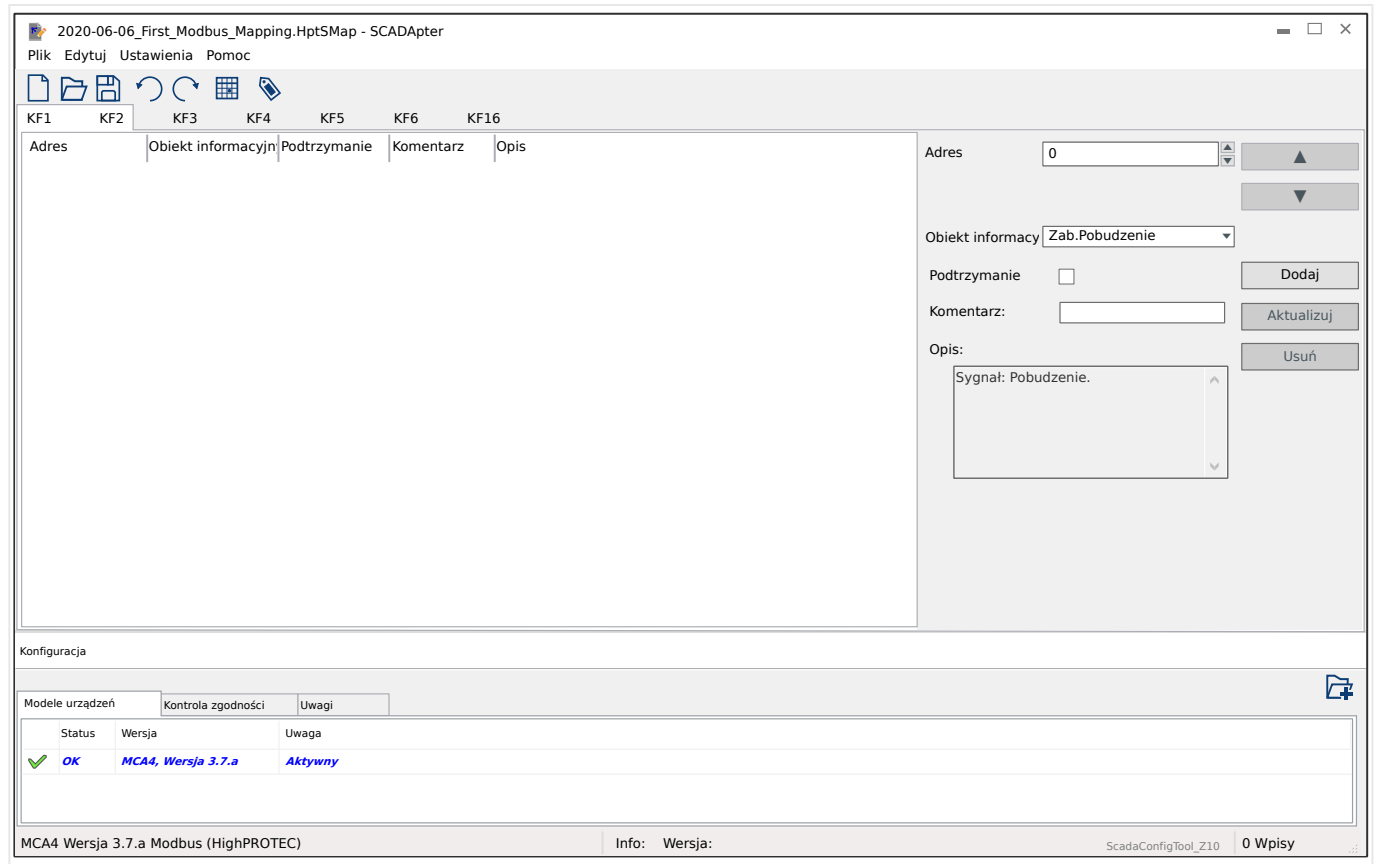 2020-06-06_First_Modbus_Mapping.HptSMap - SCADApter
Plik Edytuj Ustawienia Pomoc
KF1 KF2 KF3 KF4 KF5 KF6 KF16
Adres Obiekt informacyjn Podtrzymanie Komentarz Opis
Adres 0
Obiekt informacy Zab.Pobudzenie
Podtrzymanie Dodaj
Komentarz: Aktualizuj
Opis: Usuń
Sygnał: Pobudzenie.
Konfiguracja
Modele urządzeń Kontrola zgodności Uwagi
Status Wersja Uwaga
OK MCA4, Wersja 3.7.a Aktywny
MCA4 Wersja 3.7.a Modbus (HighPROTEC) Info: Wersja: ScadaConfigTool_Z10 0 Wpisy